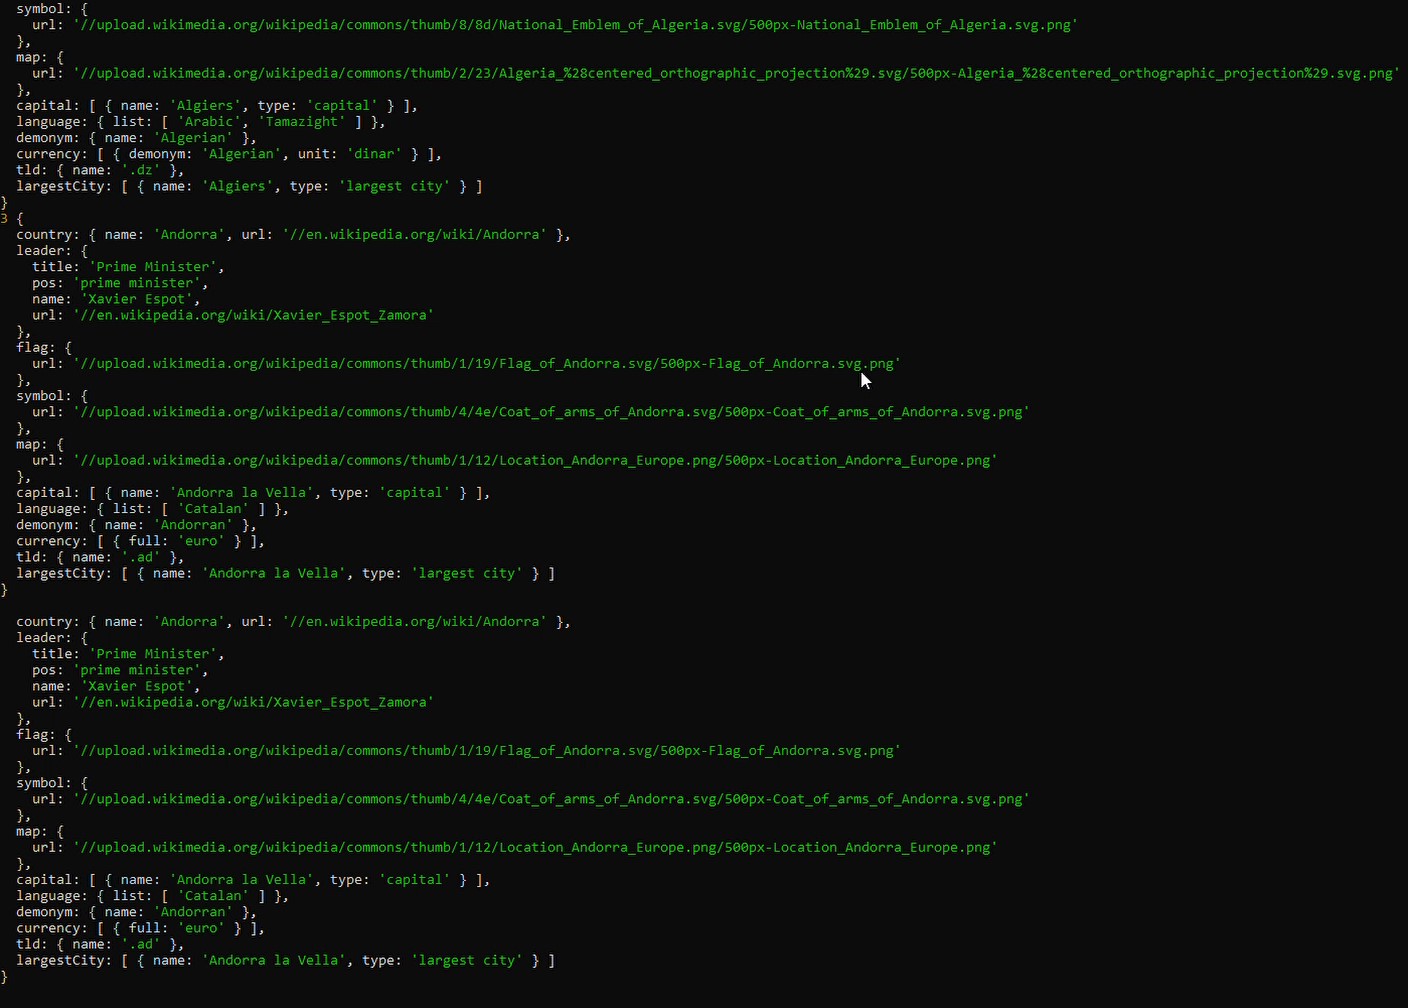 symbol: {
    url: '//upload.wikimedia.org/wikipedia/commons/thumb/8/8d/National_Emblem_of_Algeria.svg/500px-National_Emblem_of_Algeria.svg.png'
  },
  map: {
    url: '//upload.wikimedia.org/wikipedia/commons/thumb/2/23/Algeria_%28centered_orthographic_projection%29.svg/500px-Algeria_%28centered_orthographic_projection%29.svg.png'
  },
  capital: [ { name: 'Algiers', type: 'capital' } ],
  language: { list: [ 'Arabic', 'Tamazight' ] },
  demonym: { name: 'Algerian' },
  currency: [ { demonym: 'Algerian', unit: 'dinar' } ],
  tld: { name: '.dz' },
  largestCity: [ { name: 'Algiers', type: 'largest city' } ]
}
3 {
  country: { name: 'Andorra', url: '//en.wikipedia.org/wiki/Andorra' },
  leader: {
    title: 'Prime Minister',
    pos: 'prime minister',
    name: 'Xavier Espot',
    url: '//en.wikipedia.org/wiki/Xavier_Espot_Zamora'
  },
  flag: {
    url: '//upload.wikimedia.org/wikipedia/commons/thumb/1/19/Flag_of_Andorra.svg/500px-Flag_of_Andorra.svg.png'
  },
  symbol: {
    url: '//upload.wikimedia.org/wikipedia/commons/thumb/4/4e/Coat_of_arms_of_Andorra.svg/500px-Coat_of_arms_of_Andorra.svg.png'
  },
  map: {
    url: '//upload.wikimedia.org/wikipedia/commons/thumb/1/12/Location_Andorra_Europe.png/500px-Location_Andorra_Europe.png'
  },
  capital: [ { name: 'Andorra la Vella', type: 'capital' } ],
  language: { list: [ 'Catalan' ] },
  demonym: { name: 'Andorran' },
  currency: [ { full: 'euro' } ],
  tld: { name: '.ad' },
  largestCity: [ { name: 'Andorra la Vella', type: 'largest city' } ]
}

  country: { name: 'Andorra', url: '//en.wikipedia.org/wiki/Andorra' },
  leader: {
    title: 'Prime Minister',
    pos: 'prime minister',
    name: 'Xavier Espot',
    url: '//en.wikipedia.org/wiki/Xavier_Espot_Zamora'
  },
  flag: {
    url: '//upload.wikimedia.org/wikipedia/commons/thumb/1/19/Flag_of_Andorra.svg/500px-Flag_of_Andorra.svg.png'
  },
  symbol: {
    url: '//upload.wikimedia.org/wikipedia/commons/thumb/4/4e/Coat_of_arms_of_Andorra.svg/500px-Coat_of_arms_of_Andorra.svg.png'
  },
  map: {
    url: '//upload.wikimedia.org/wikipedia/commons/thumb/1/12/Location_Andorra_Europe.png/500px-Location_Andorra_Europe.png'
  },
  capital: [ { name: 'Andorra la Vella', type: 'capital' } ],
  language: { list: [ 'Catalan' ] },
  demonym: { name: 'Andorran' },
  currency: [ { full: 'euro' } ],
  tld: { name: '.ad' },
  largestCity: [ { name: 'Andorra la Vella', type: 'largest city' } ]
}